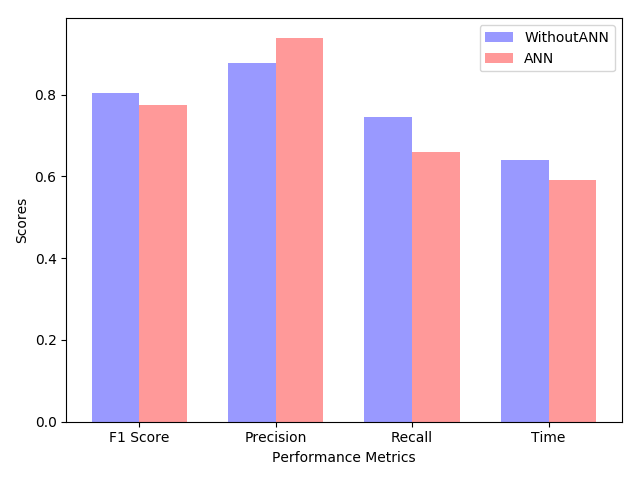 WithoutANN
ANN
Scores
0.8
0.6
0.4
0.2
0.0
F1 Score Precision Recall Time
Performance Metrics